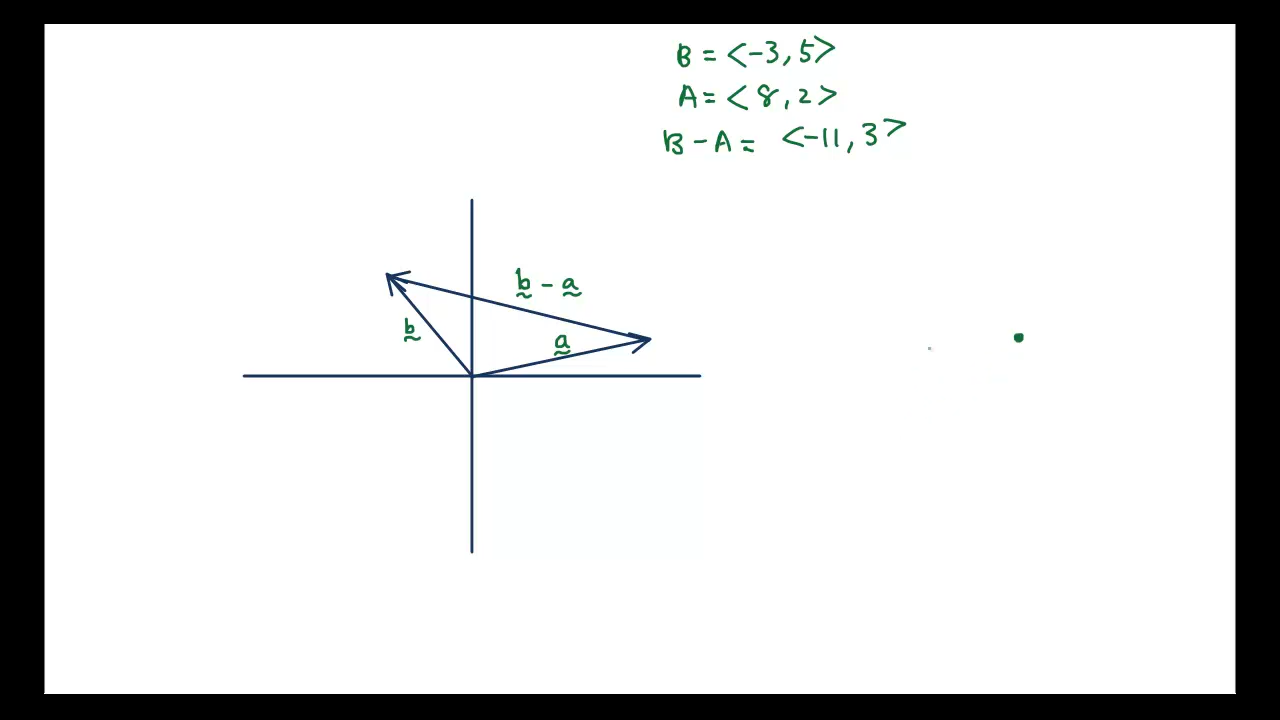 B = <-3, 5>
A = <8, 2>
B - A = <-11, 3>
b - a
b
a